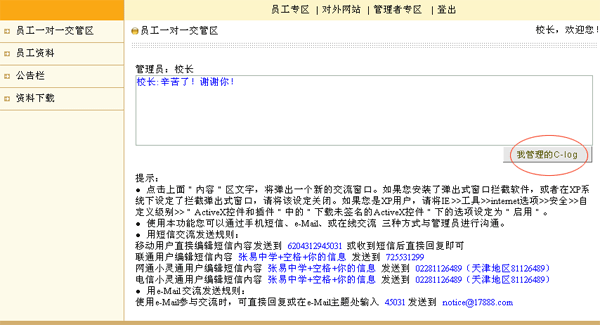 员工专区 | 对外网站 | 管理者专区 | 登出
员工一对一交管区
员工资料
公告栏
资料下载
员工一对一交管区
校长，欢迎您！
管理员：校长
校长:辛苦了！谢谢你！
我管理的C-log
提示：
● 点击上面＂内容＂区文字，将弹出一个新的交流窗口。如果您安装了弹出式窗口拦截软件，或者在XP系
统下设定了拦截弹出式窗口，请将该设定关闭。如果您是XP用户，请将IE>>工具>>internet选项>>安全>>自
定义级别>>＂ActiveX控件和插件＂中的＂下载未签名的ActiveX控件＂下的选项设定为＂启用＂。
● 使用本功能您可以通过手机短信、e-Mail、或在线交流 三种方式与管理员进行沟通。
● 用短信交流发送规则：
移动用户直接编辑短信内容发送到 6204312945031 或收到信后直接回复即可
联通用户编辑短信内容 张易中学+空格+你的信息 发送到 725531299
网通小灵通用户编辑短信内容 张易中学+空格+你的信息 发送到 02281126489（天津地区81126489）
电信小灵通用户编辑短信内容 张易中学+空格+你的信息 发送到 02281126489（天津地区81126489）
● 用e-Mail交流发送规则：
使用e-Mail参与交流时，可直接回复或在e-Mail主题处输入 45031 发送到 notice@17888.com